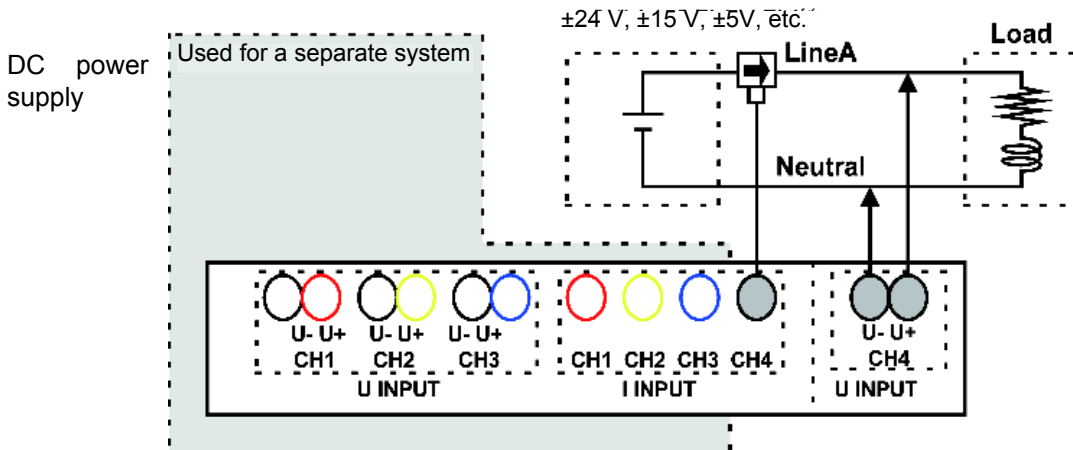 ±24 V, ±15 V, ±5V, etc.
DC power
supply
Used for a separate system
LineA
Load
Neutral
U- U+
U- U+
U- U+
CH1
CH2
CH3
U INPUT
CH1
CH2
CH3
CH4
I INPUT
U- U+
CH4
U INPUT